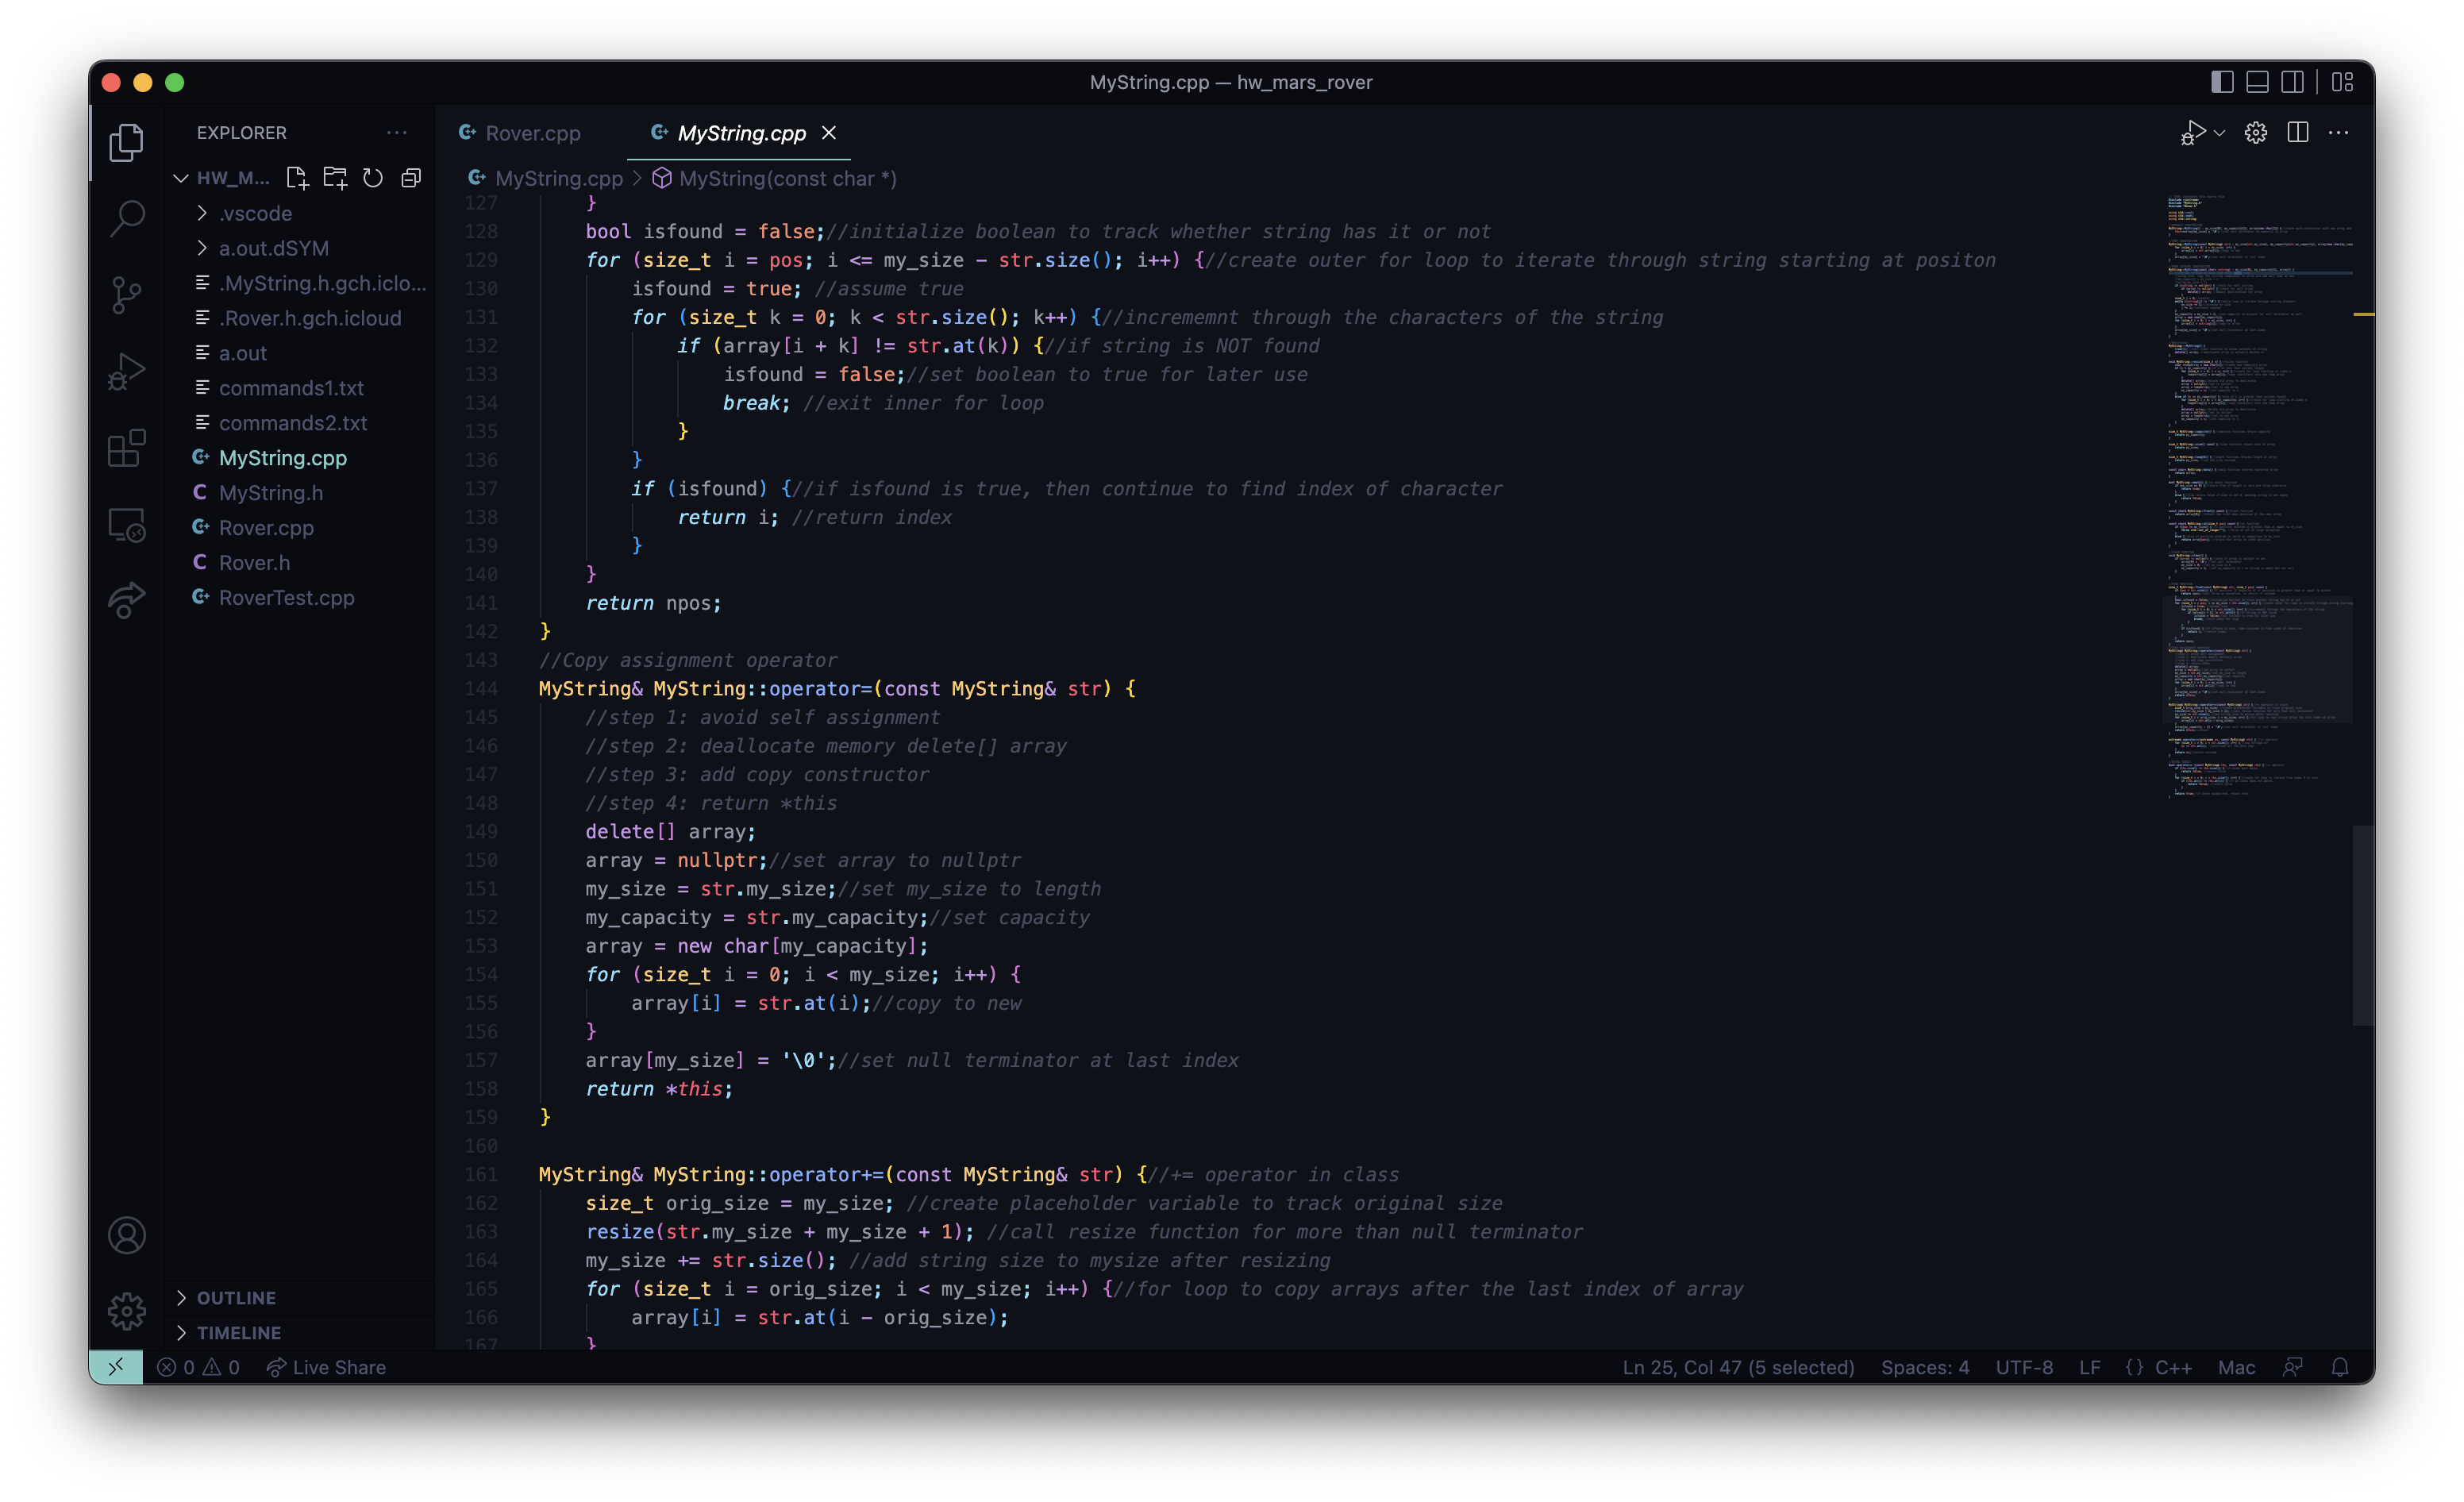 MyString.cpp — hw_mars_rover
EXPLORER
HW_M...
.vscode
a.out.dSYM
.MyString.h.gch.iclo...
.Rover.h.gch.icloud
a.out
commands1.txt
commands2.txt
MyString.cpp
MyString.h
Rover.cpp
Rover.h
RoverTest.cpp
OUTLINE
TIMELINE
Rover.cpp MyString.cpp
MyString.cpp > MyString(const char *)
127 }
128 bool isfound = false;//initialize boolean to track whether string has it or not
129 for (size_t i = pos; i <= my_size - str.size(); i++) {//create outer for loop to iterate through string starting at positon
130 isfound = true; //assume true
131 for (size_t k = 0; k < str.size(); k++) {//incrememnt through the characters of the string
132 if (array[i + k] != str.at(k)) {//if string is NOT found
133 isfound = false;//set boolean to true for later use
134 break; //exit inner for loop
135 }
136 }
137 if (isfound) {//if isfound is true, then continue to find index of character
138 return i; //return index
139 }
140 }
141 return npos;
142 }
143 //Copy assignment operator
144 MyString& MyString::operator=(const MyString& str) {
145 //step 1: avoid self assignment
146 //step 2: deallocate memory delete[] array
147 //step 3: add copy constructor
148 //step 4: return *this
149 delete[] array;
150 array = nullptr;//set array to nullptr
151 my_size = str.my_size;//set my_size to length
152 my_capacity = str.my_capacity;//set capacity
153 array = new char[my_capacity];
154 for (size_t i = 0; i < my_size; i++) {
155 array[i] = str.at(i);//copy to new
156 }
157 array[my_size] = '\0';//set null terminator at last index
158 return *this;
159 }
160
161 MyString& MyString::operator+=(const MyString& str) {//+= operator in class
162 size_t orig_size = my_size; //create placeholder variable to track original size
163 resize(str.my_size + my_size + 1); //call resize function for more than null terminator
164 my_size += str.size(); //add string size to mysize after resizing
165 for (size_t i = orig_size; i < my_size; i++) {//for loop to copy arrays after the last index of array
166 array[i] = str.at(i - orig_size);
167 }
0 0 Live Share Ln 25, Col 47 (5 selected) Spaces: 4 UTF-8 LF {} C++ Mac